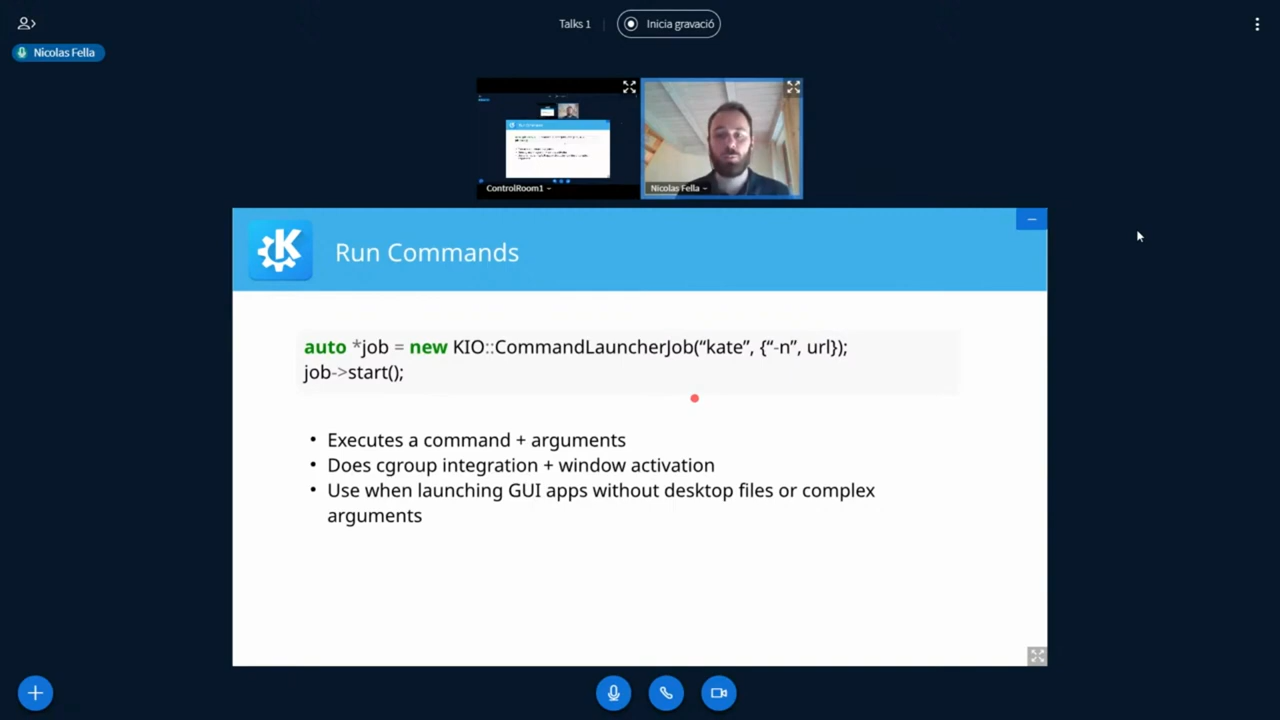 Talks 1
Inicia gravació
Nicolas Fella
ControlRoom1
Nicolas Fella
Run Commands
auto *job = new KIO::CommandLauncherJob(“kate”, {“-n”, url});
job->start();
• Executes a command + arguments
• Does cgroup integration + window activation
• Use when launching GUI apps without desktop files or complex
arguments